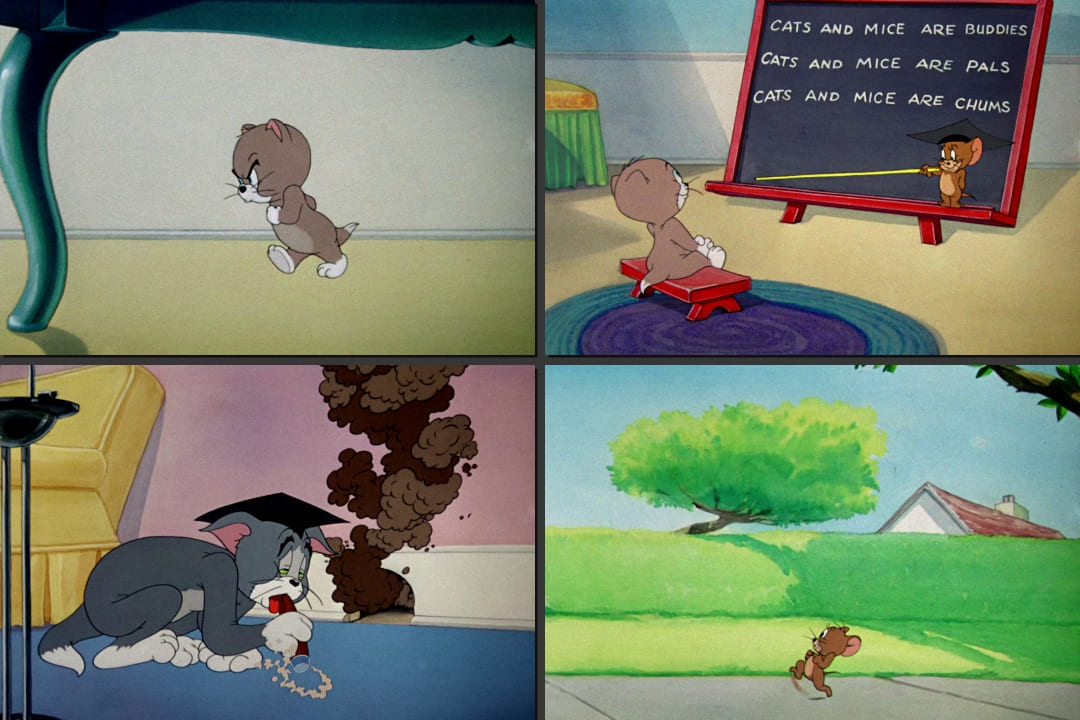 CATS AND MICE ARE BUDDIES
CATS AND MICE ARE PALS
CATS AND MICE ARE CHUMS